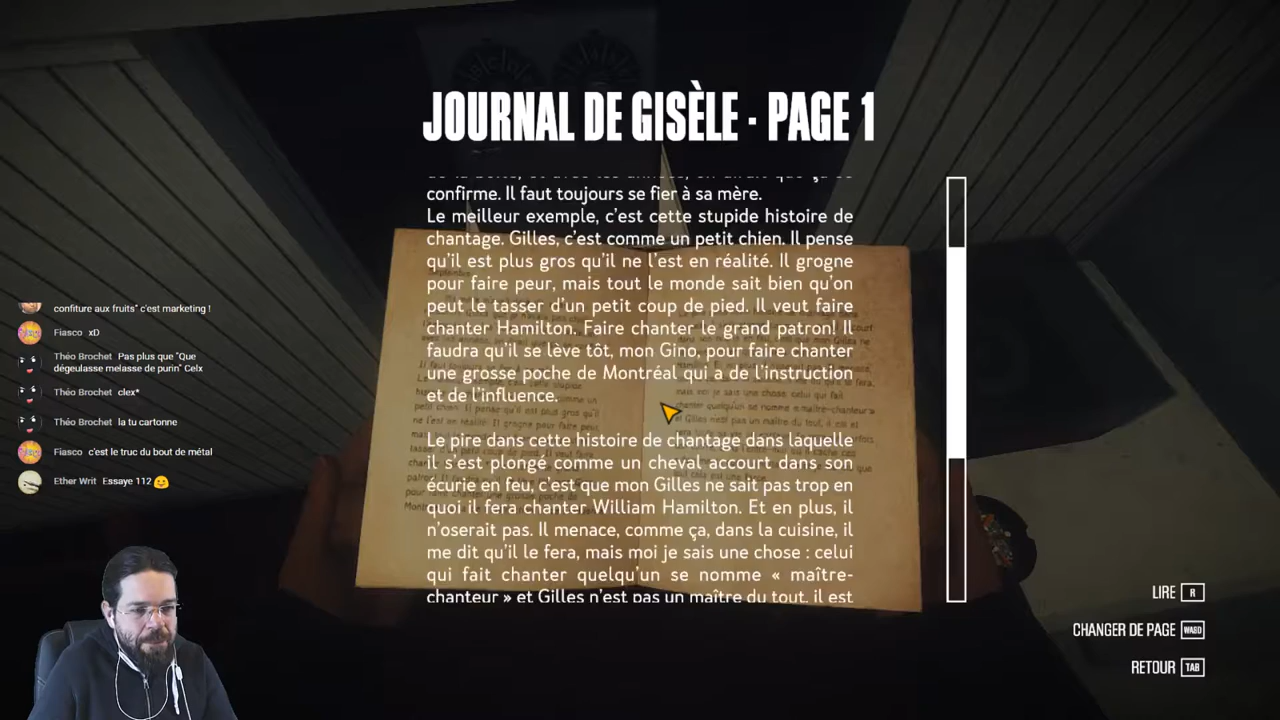 JOURNAL DE GISÈLE · PAGE 1
confirme. Il faut toujours se fier à sa mère.
Le meilleur exemple, c'est cette stupide histoire de
chantage. Gilles, c'est comme un petit chien. Il pense
qu'il est plus gros qu'il ne l'est en réalité. Il grogne
pour faire peur, mais tout le monde sait bien qu'on
peut le tasser d'un petit coup de pied. Il veut faire
chanter Hamilton. Faire chanter le grand patron! Il
faudra qu'il se lève tôt, mon Gino, pour faire chanter
une grosse poche de Montréal qui a de l'instruction
et de l'influence.
Le pire dans cette histoire de chantage dans laquelle
il s'est plongé comme un cheval accourt dans son
écurie en feu, c'est que mon Gilles ne sait pas trop en
quoi il fera chanter William Hamilton. Et en plus, il
n'oserait pas. Il menace, comme ça, dans la cuisine, il
me dit qu'il le fera, mais moi je sais une chose : celui
qui fait chanter quelqu'un se nomme « maître-
chanteur » et Gilles n'est pas un maître du tout, il est
confiture aux fruits" c'est marketing !
Fiasco xD
Théo Brochet Pas plus que "Que
dégeulasse melasse de purin" Celx
Théo Brochet clex*
Théo Brochet la tu cartonne
Fiasco c'est le truc du bout de métal
Ether Writ Essaye 112
LIRE R
CHANGER DE PAGE WASD
RETOUR TAB